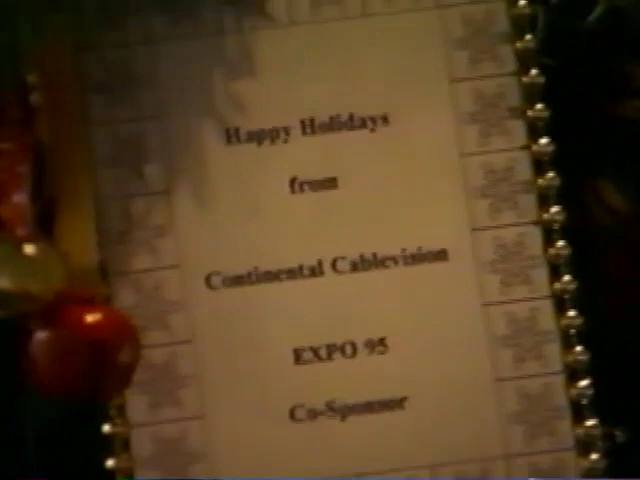 Happy Holidays
from
Continental Cablevision
EXPO 95
Co-Sponsor